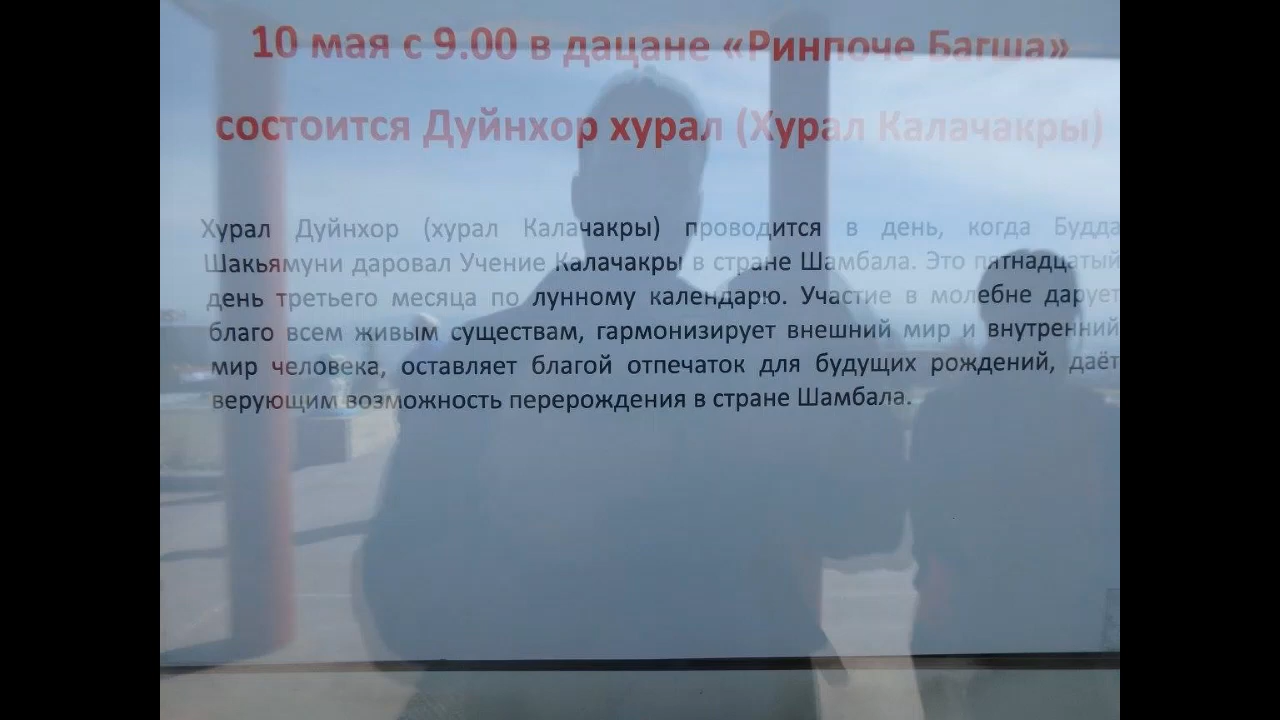 10 мая с 9.00 в дацане «Ринпоче Багша»
состоится Дуйнхор хурал (Хурал Калачакры)
Хурал Дуйнхор (хурал Калачакры) проводится в день, когда Будда
Шакьямуни даровал Учение Калачакры в стране Шамбала. Это пятнадцатый
день третьего месяца по лунному календарю. Участие в молебне дарует
благо всем живым существам, гармонизирует внешний мир и внутренний
мир человека, оставляет благой отпечаток для будущих рождений, даёт
верующим возможность перерождения в стране Шамбала.